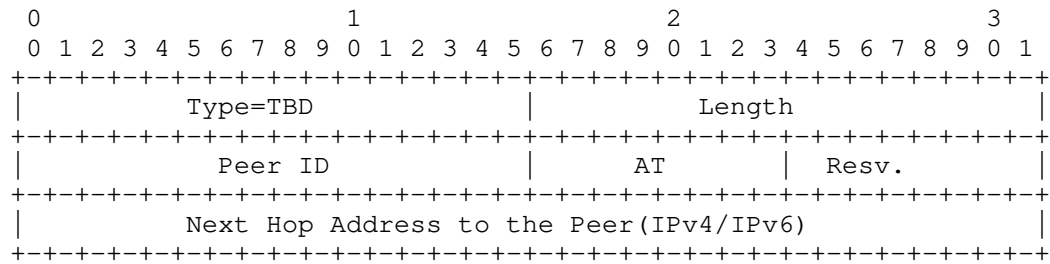 0                   1                   2                   3
 0 1 2 3 4 5 6 7 8 9 0 1 2 3 4 5 6 7 8 9 0 1 2 3 4 5 6 7 8 9 0 1
+-+-+-+-+-+-+-+-+-+-+-+-+-+-+-+-+-+-+-+-+-+-+-+-+-+-+-+-+-+-+-+-+
|          Type=TBD             |          Length               |
+-+-+-+-+-+-+-+-+-+-+-+-+-+-+-+-+-+-+-+-+-+-+-+-+-+-+-+-+-+-+-+-+
|            Peer ID            |      AT       |  Resv.        |
+-+-+-+-+-+-+-+-+-+-+-+-+-+-+-+-+-+-+-+-+-+-+-+-+-+-+-+-+-+-+-+-+
|          Next Hop Address to the Peer(IPv4/IPv6)              |
+-+-+-+-+-+-+-+-+-+-+-+-+-+-+-+-+-+-+-+-+-+-+-+-+-+-+-+-+-+-+-+-+